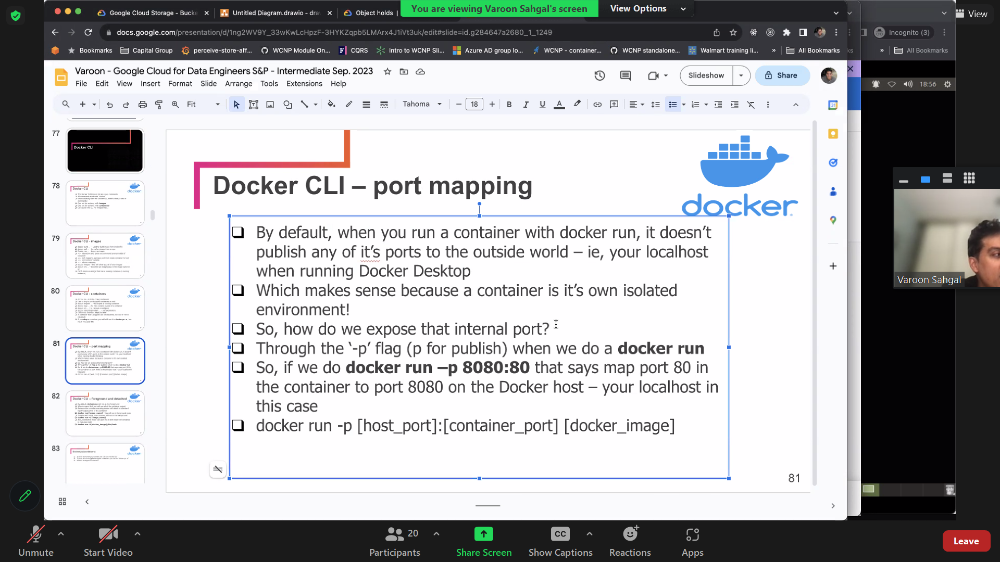 You are viewing Varoon Sahgal's screen
View Options
View
Google Cloud Storage - Bucke
Untitled Diagram.drawio - dra
Object holds
docs.google.com/presentation/d/1ng2WV9Y_33wKwLcHpzF-3HYKZqpb5LMArx4J1iVt3uk/edit#slide=id.g284647a2680_1_1249
Incognito (3)
Bookmarks
Capital Group
perceive-store-aff...
WCNP Module On...
CQRS
Intro to WCNP Sli...
Azure AD group lo...
WCNP - container...
WCNP standalone...
Walmart training li...
»
All Bookmarks
ks
»
All Bookmarks
Varoon - Google Cloud for Data Engineers S&P - Intermediate Sep. 2023
File Edit View Insert Format Slide Arrange Tools Extensions Help
Slideshow
Share
18:56
Fit
Tahoma
18
77
Docker CLI
78
Docker CLI
79
Docker CLI - images
80
Docker CLI - containers
81
Docker CLI – port mapping
82
Docker CLI – foreground and detached
83
Docker ps (containers)
Docker CLI – port mapping
docker
By default, when you run a container with docker run, it doesn’t
publish any of it’s ports to the outside world – ie, your localhost
when running Docker Desktop
Which makes sense because a container is it’s own isolated
environment!
So, how do we expose that internal port?
Through the ‘-p’ flag (p for publish) when we do a docker run
So, if we do docker run –p 8080:80 that says map port 80 in
the container to port 8080 on the Docker host – your localhost in
this case
docker run -p [host_port]:[container_port] [docker_image]
81
Varoon Sahgal
Unmute
Start Video
20
Participants
Share Screen
CC
Show Captions
Reactions
Apps
Leave